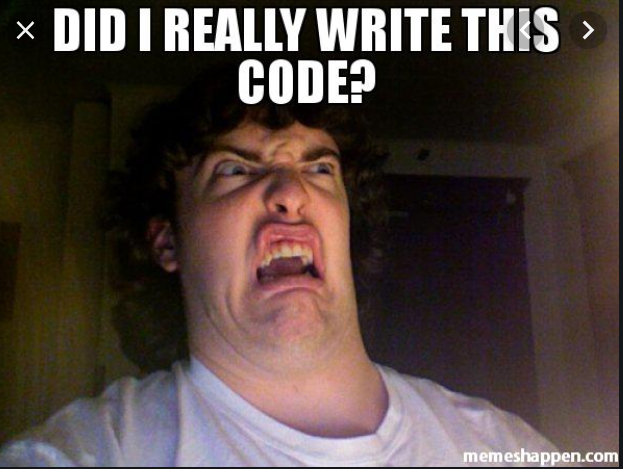 DID I REALLY WRITE THIS
CODE?
memeshappen.com